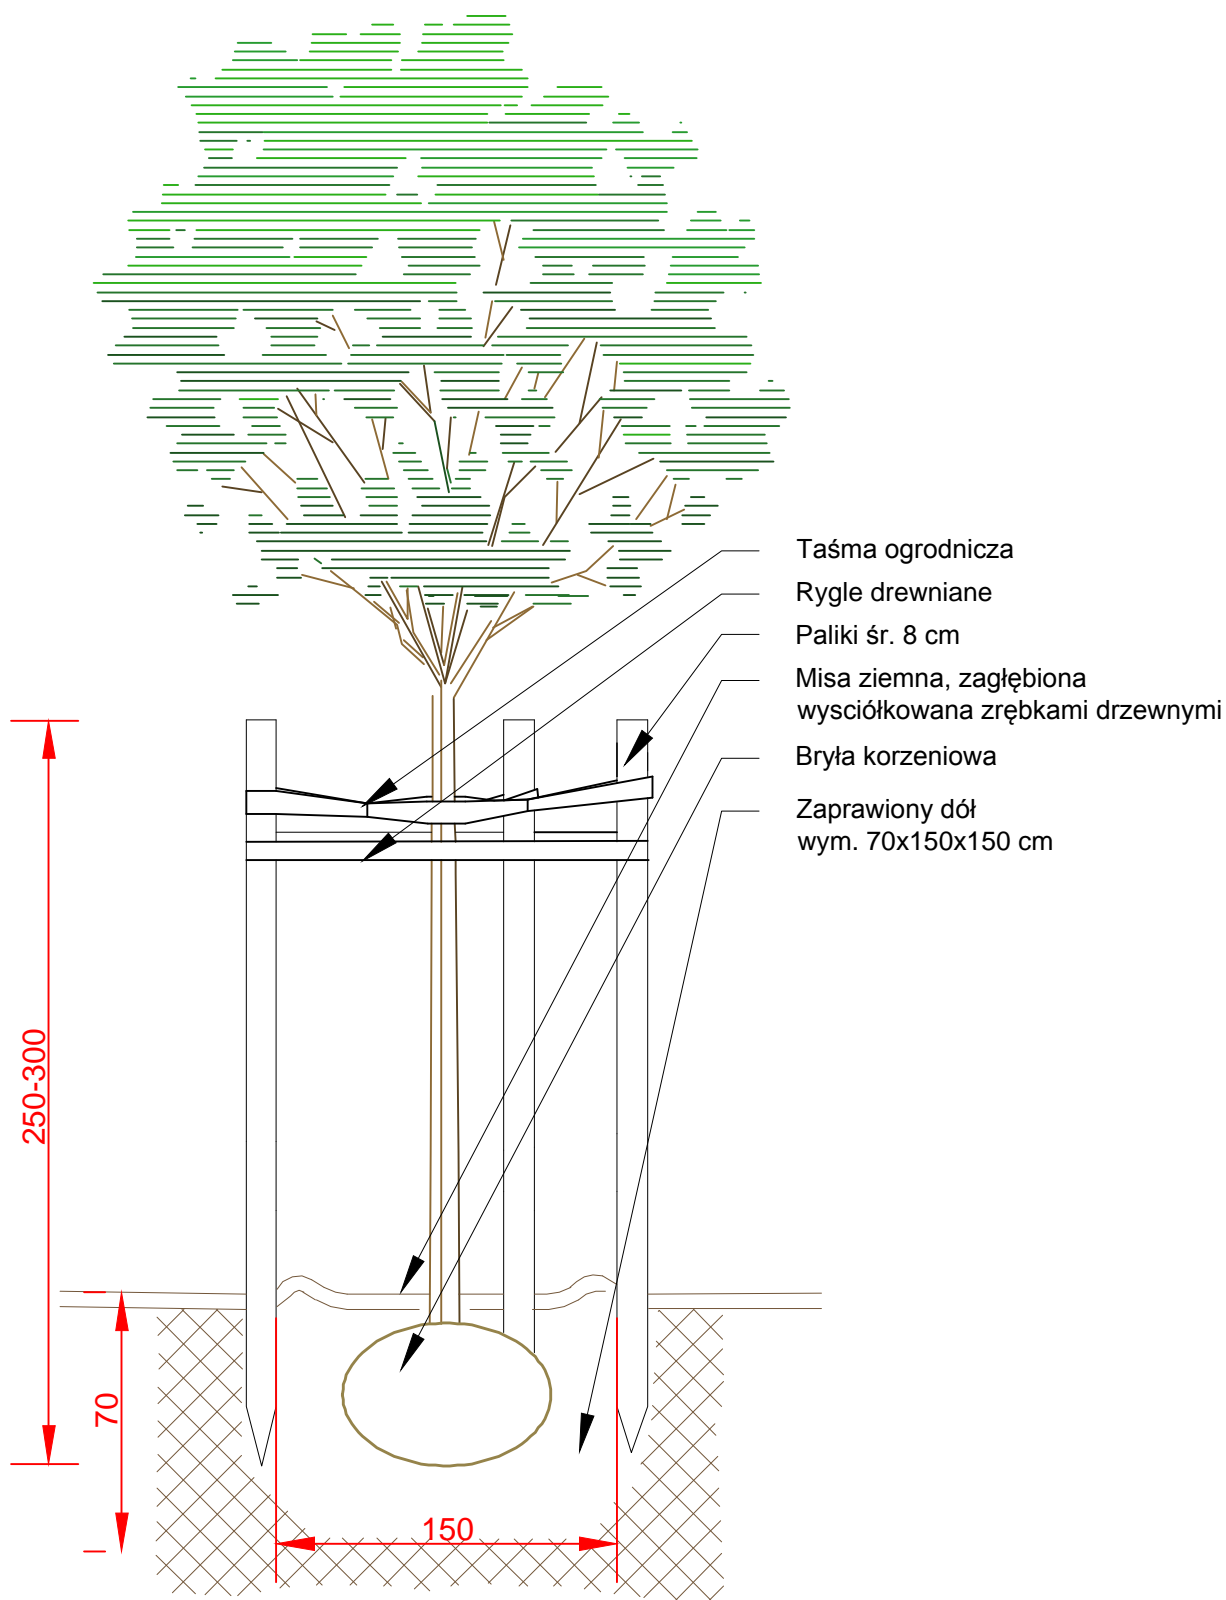 Taśma ogrodnicza
Rygle drewniane
Paliki śr. 8 cm
Misa ziemna, zagłębiona
wysciółkowana zrębkami drzewnymi
Bryła korzeniowa
Zaprawiony dół
wym. 70x150x150 cm
250-300
70
150